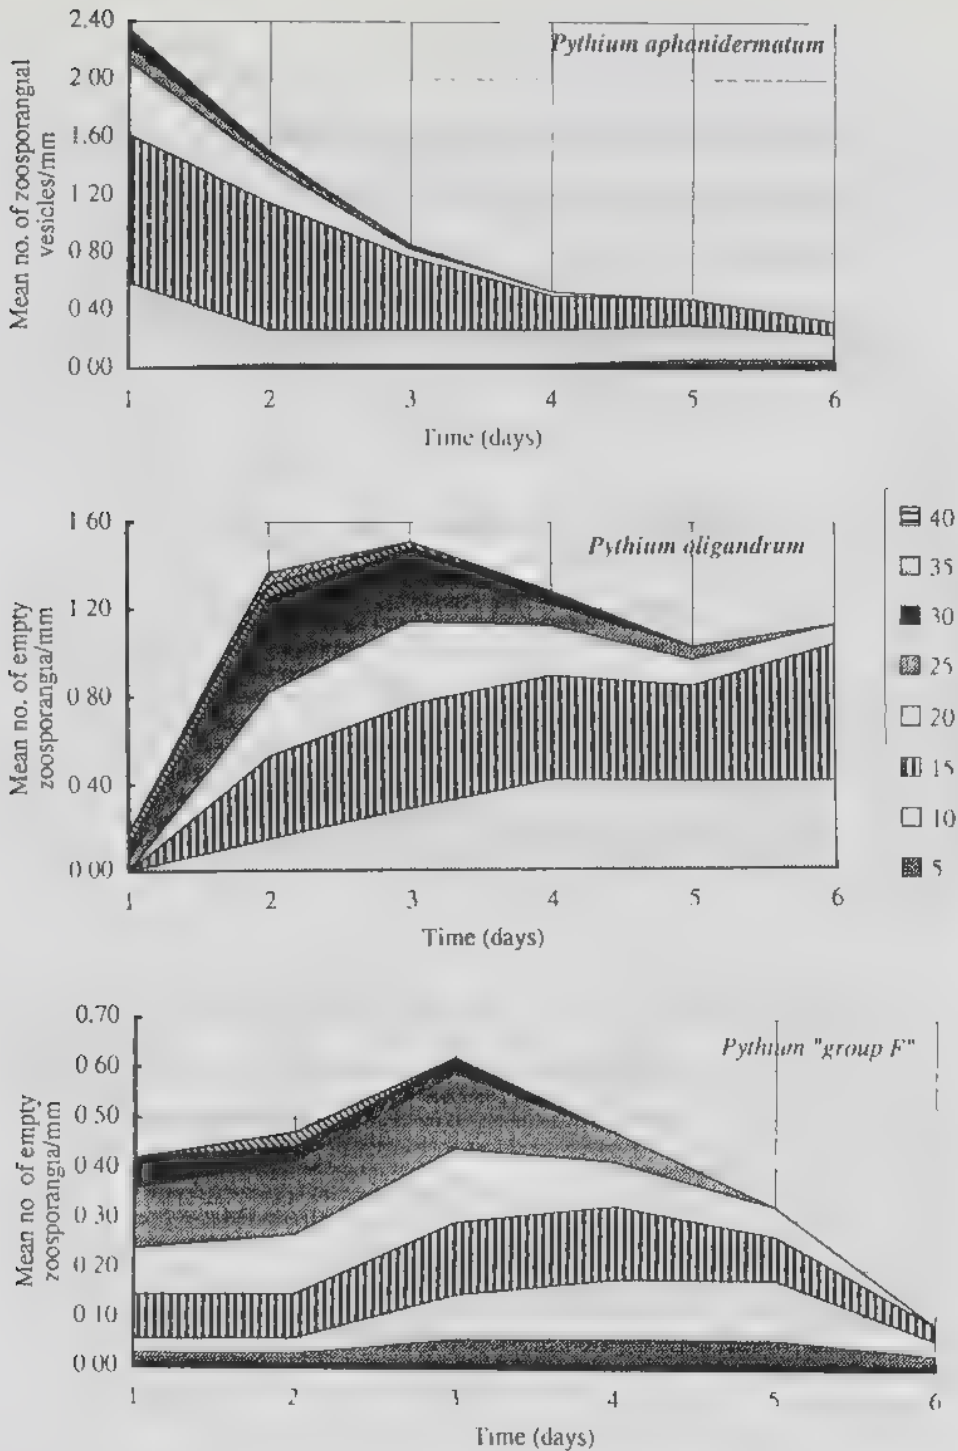 Pythium aphanidermatum
Mean no. of zoosporangial
vesicles/mm
2.40
2.00
1.60
1 20
0 80
0 40
0 00
1 2 3 4 5 6
Time (days)
Pythium oligandrum
Mean no. of empty
zoosporangia/mm
1 60
1 20
0 80
0 40
0 00
1 2 3 4 5 6
Time (days)
40
35
30
25
20
15
10
5
Pythium "group F"
Mean no of empty
zoosporangia/mm
0.70
0 60
0 50
0 40
0 30
0 20
0 10
0 00
1 2 3 4 5 6
Time (days)